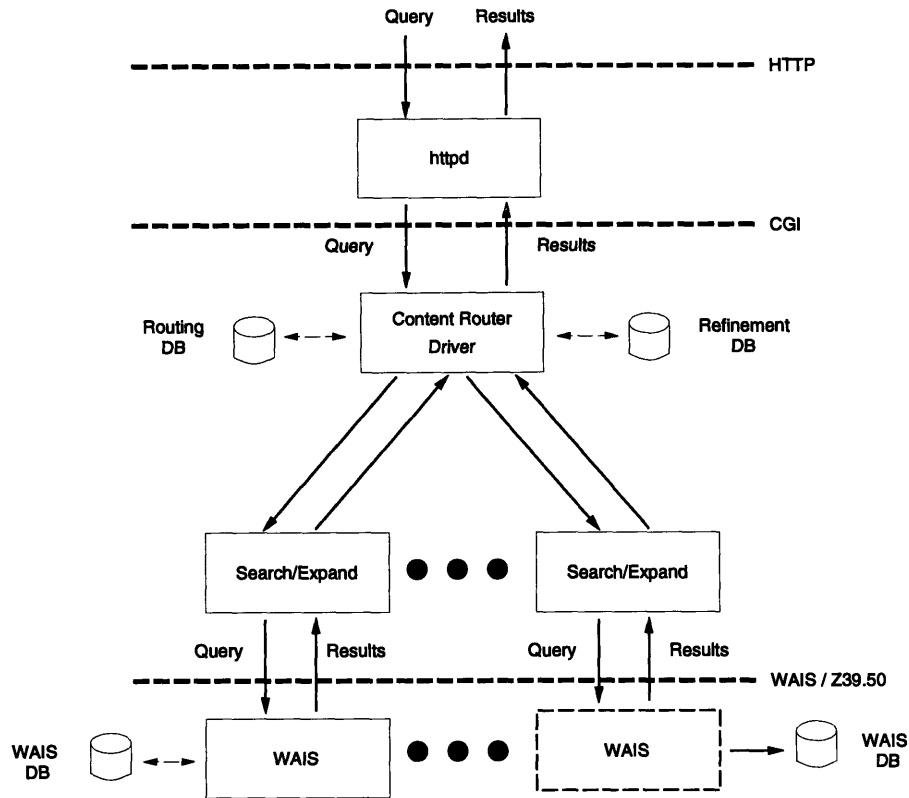 Query
Results
HTTP
httpd
CGI
Query
Results
Routing
DB
Content Router
Driver
Refinement
DB
Search/Expand
Search/Expand
Query
Results
Query
Results
WAIS / Z39.50
WAIS
DB
WAIS
WAIS
WAIS
DB